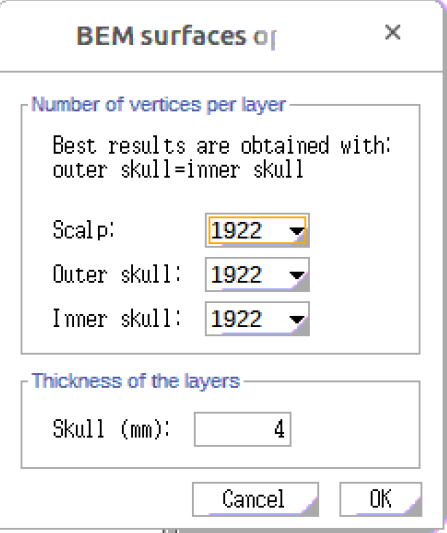 BEM surfaces
Number of vertices per layer
Best results are obtained with:
outer skull=inner skull
Scalp: 1922
Outer skull: 1922
Inner skull: 1922
Thickness of the layers
Skull (mm): 4
Cancel OK